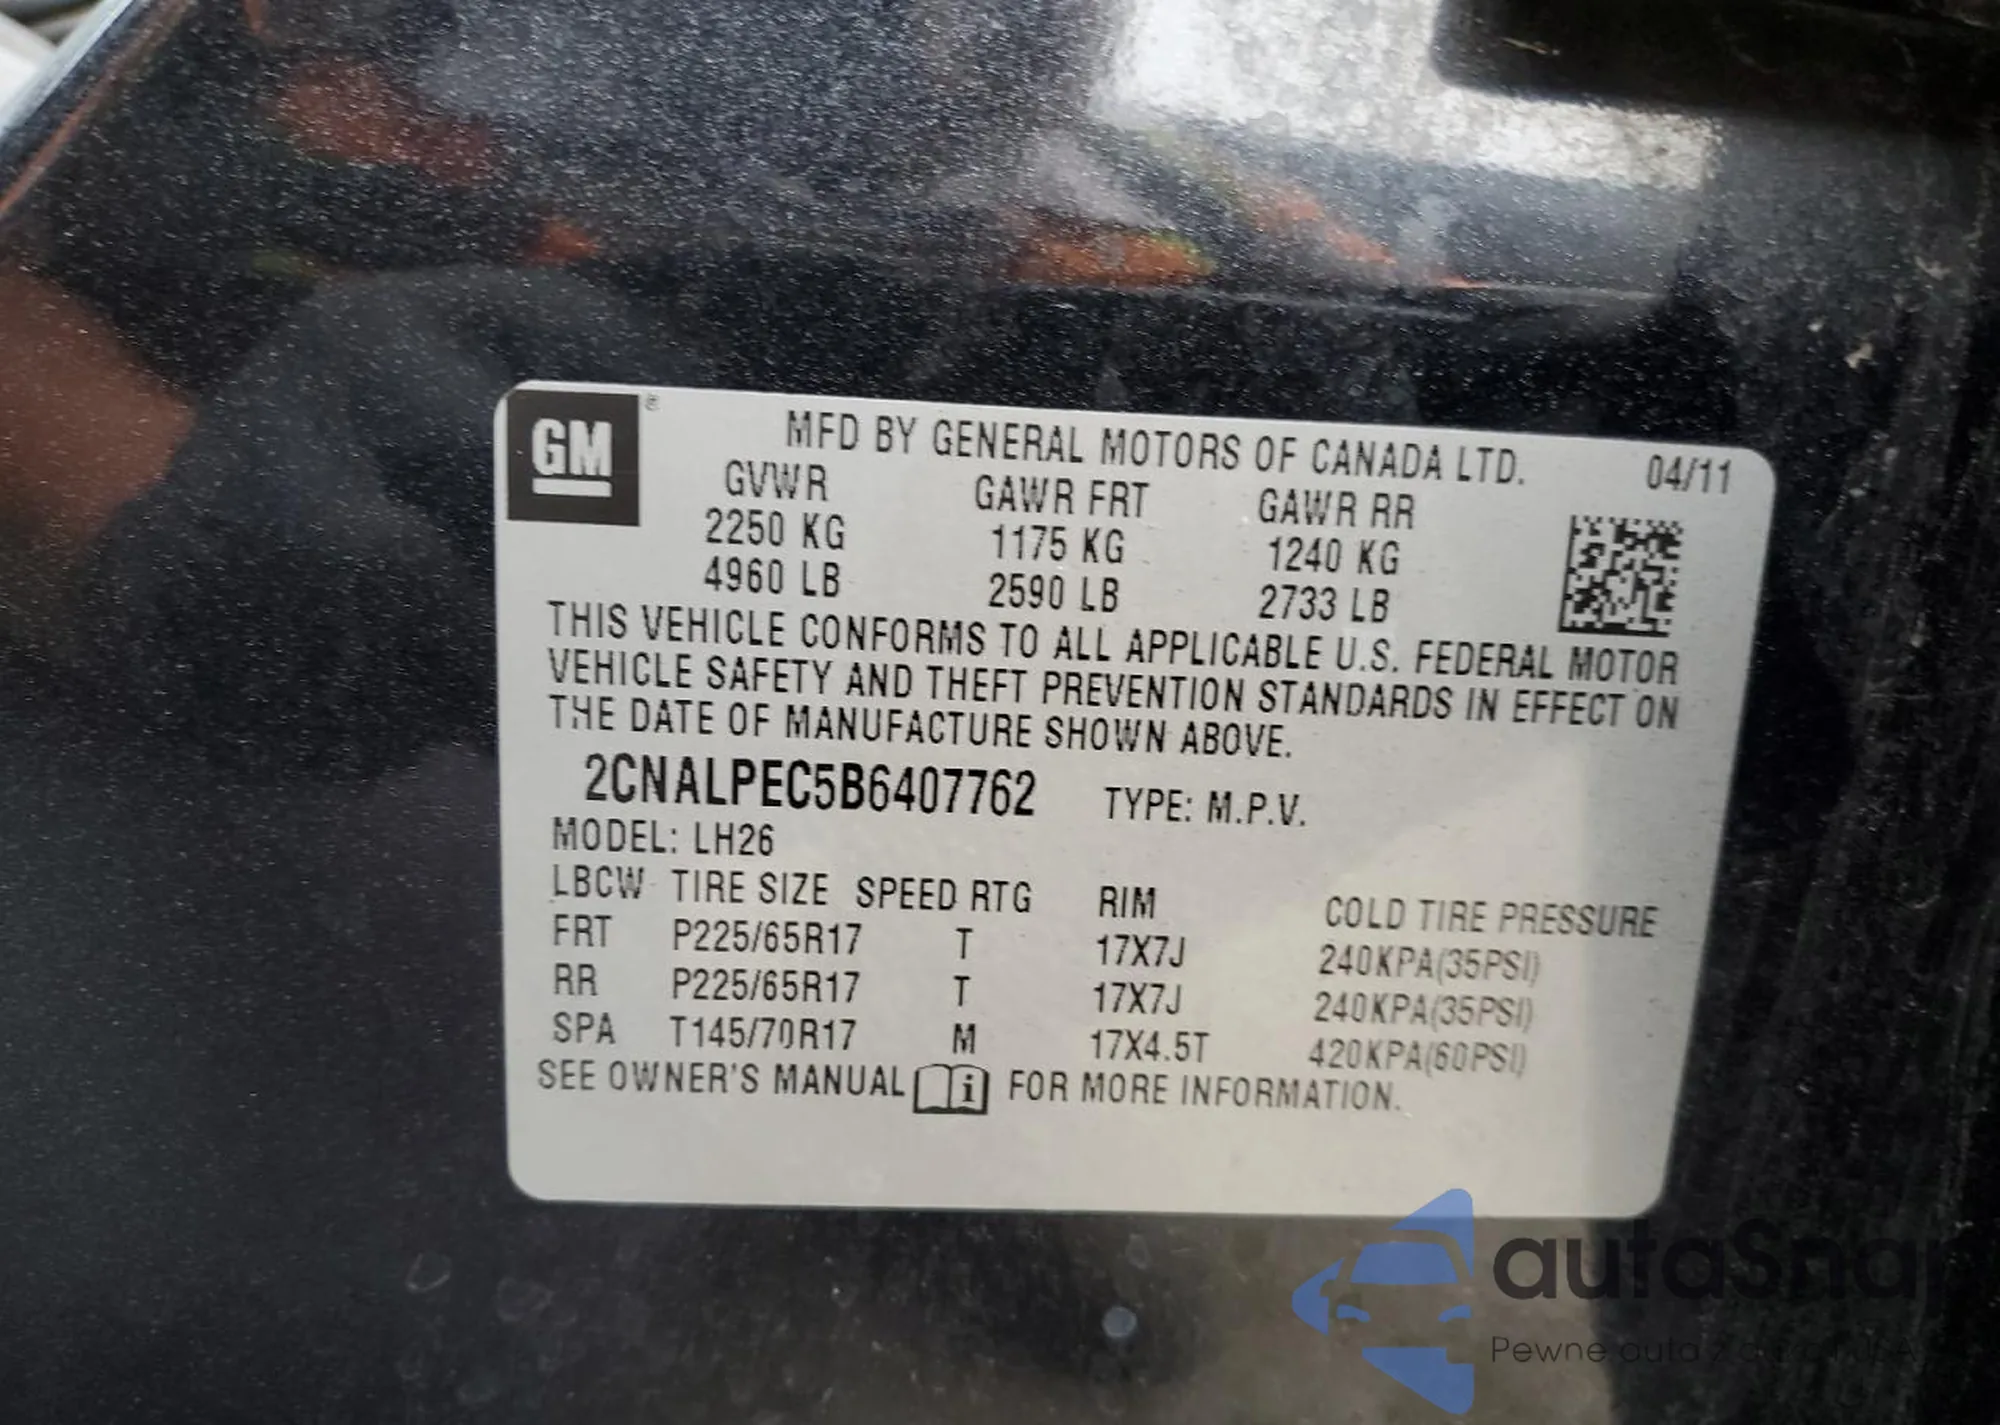 GM ®
MFD BY GENERAL MOTORS OF CANADA LTD. 04/11
GVWR GAWR FRT GAWR RR
2250 KG 1175 KG 1240 KG
4960 LB 2590 LB 2733 LB
THIS VEHICLE CONFORMS TO ALL APPLICABLE U.S. FEDERAL MOTOR
VEHICLE SAFETY AND THEFT PREVENTION STANDARDS IN EFFECT ON
THE DATE OF MANUFACTURE SHOWN ABOVE.
2CNALPEC5B6407762 TYPE: M.P.V.
MODEL: LH26
LBCW TIRE SIZE SPEED RTG RIM COLD TIRE PRESSURE
FRT P225/65R17 T 17X7J 240KPA(35PSI)
RR P225/65R17 T 17X7J 240KPA(35PSI)
SPA T145/70R17 M 17X4.5T 420KPA(60PSI)
SEE OWNER'S MANUAL i FOR MORE INFORMATION.
autaSna
Pewne auta z